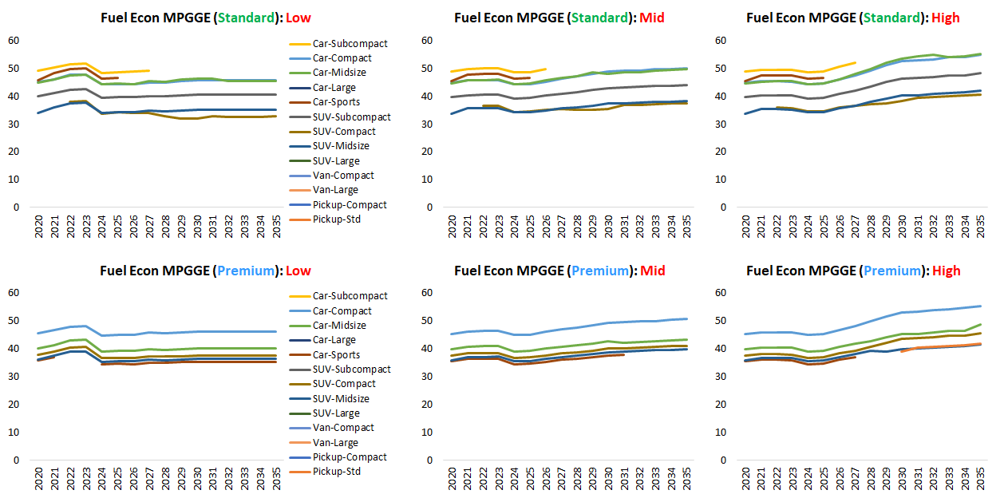 Fuel Econ MPGGE (Standard): Low
60
50
40
30
20
10
0
2020 2021 2022 2023 2024 2025 2026 2027 2028 2029 2030 2031 2032 2033 2034 2035
Car-Subcompact
Car-Compact
Car-Midsize
Car-Large
Car-Sports
SUV-Subcompact
SUV-Compact
SUV-Midsize
SUV-Large
Van-Compact
Van-Large
Pickup-Compact
Pickup-Std
Fuel Econ MPGGE (Standard): Mid
60
50
40
30
20
10
0
2020 2021 2022 2023 2024 2025 2026 2027 2028 2029 2030 2031 2032 2033 2034 2035
Fuel Econ MPGGE (Standard): High
60
50
40
30
20
10
0
2020 2021 2022 2023 2024 2025 2026 2027 2028 2029 2030 2031 2032 2033 2034 2035
Fuel Econ MPGGE (Premium): Low
60
50
40
30
20
10
0
2020 2021 2022 2023 2024 2025 2026 2027 2028 2029 2030 2031 2032 2033 2034 2035
Car-Subcompact
Car-Compact
Car-Midsize
Car-Large
Car-Sports
SUV-Subcompact
SUV-Compact
SUV-Midsize
SUV-Large
Van-Compact
Van-Large
Pickup-Compact
Pickup-Std
Fuel Econ MPGGE (Premium): Mid
60
50
40
30
20
10
0
2020 2021 2022 2023 2024 2025 2026 2027 2028 2029 2030 2031 2032 2033 2034 2035
Fuel Econ MPGGE (Premium): High
60
50
40
30
20
10
0
2020 2021 2022 2023 2024 2025 2026 2027 2028 2029 2030 2031 2032 2033 2034 2035